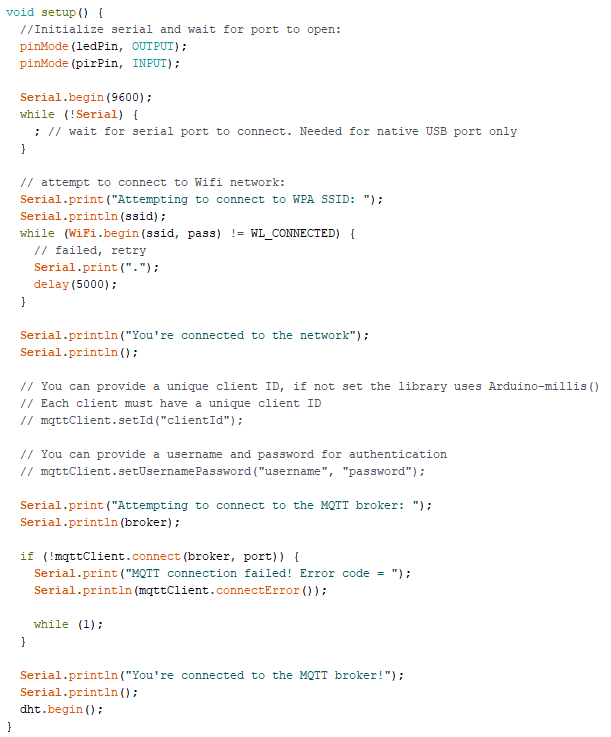 void setup() {
  //Initialize serial and wait for port to open:
  pinMode(ledPin, OUTPUT);
  pinMode(pirPin, INPUT);

  Serial.begin(9600);
  while (!Serial) {
    ; // wait for serial port to connect. Needed for native USB port only
  }

  // attempt to connect to Wifi network:
  Serial.print("Attempting to connect to WPA SSID: ");
  Serial.println(ssid);
  while (WiFi.begin(ssid, pass) != WL_CONNECTED) {
    // failed, retry
    Serial.print(".");
    delay(5000);
  }

  Serial.println("You're connected to the network");
  Serial.println();

  // You can provide a unique client ID, if not set the library uses Arduino-millis()
  // Each client must have a unique client ID
  // mqttClient.setId("clientId");

  // You can provide a username and password for authentication
  // mqttClient.setUsernamePassword("username", "password");

  Serial.print("Attempting to connect to the MQTT broker: ");
  Serial.println(broker);

  if (!mqttClient.connect(broker, port)) {
    Serial.print("MQTT connection failed! Error code = ");
    Serial.println(mqttClient.connectError());

    while (1);
  }

  Serial.println("You're connected to the MQTT broker!");
  Serial.println();
  dht.begin();
}